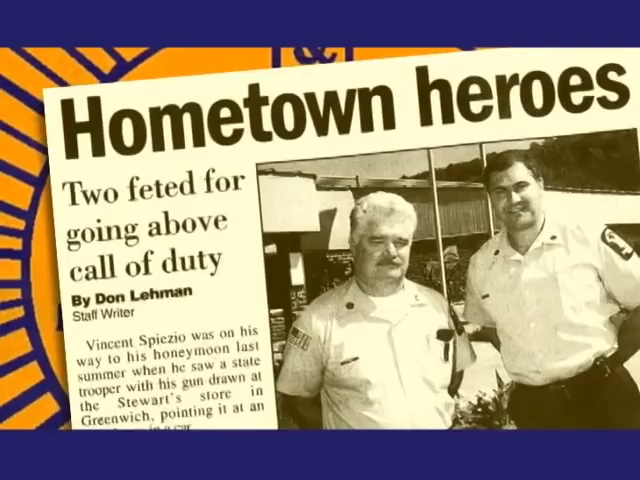 &
Hometown heroes
Two feted for
going above
call of duty
By Don Lehman
Staff Writer
Vincent Spiezio was on his
way to his honeymoon last
summer when he saw a state
trooper with his gun drawn at
the Stewart's store in
Greenwich, pointing it at an
in a car